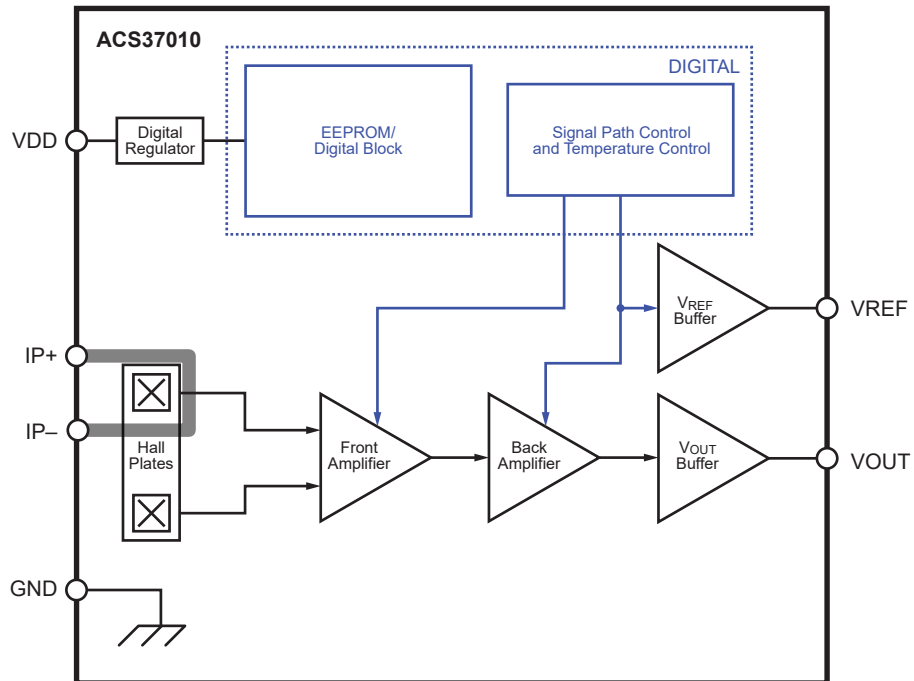 ACS37010
DIGITAL
VDD
Digital
Regulator
EEPROM/
Digital Block
Signal Path Control
and Temperature Control
VREF
Buffer
VREF
IP+
IP–
Hall
Plates
Front
Amplifier
Back
Amplifier
VOUT
Buffer
VOUT
GND